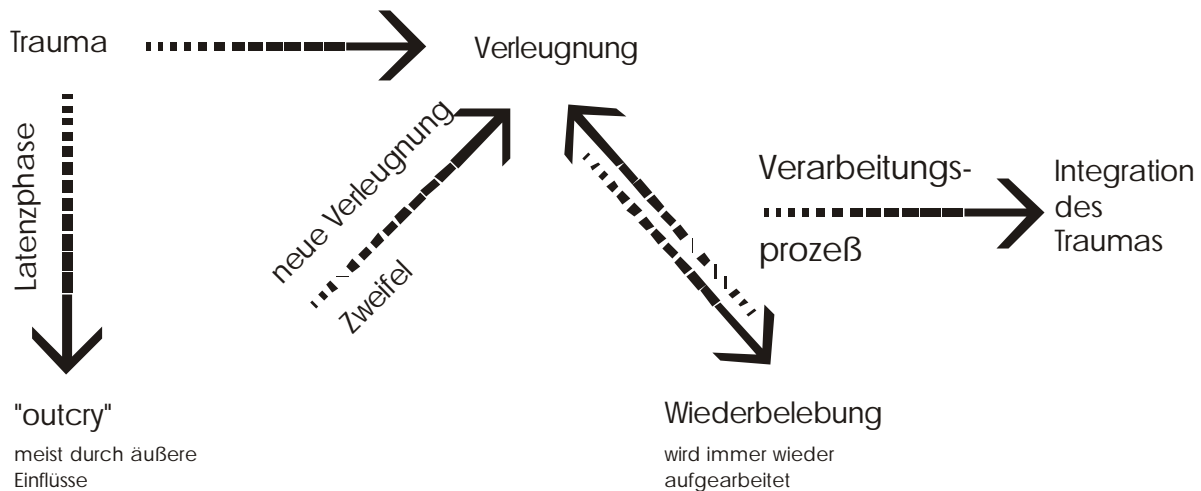 Trauma
Verleugnung
Latenzphase
neue Verleugnung
Zweifel
Verarbeitungs-
prozeß
Integration
des
Traumas
"outcry"
meist durch äußere
Einflüsse
Wiederbelebung
wird immer wieder
aufgearbeitet